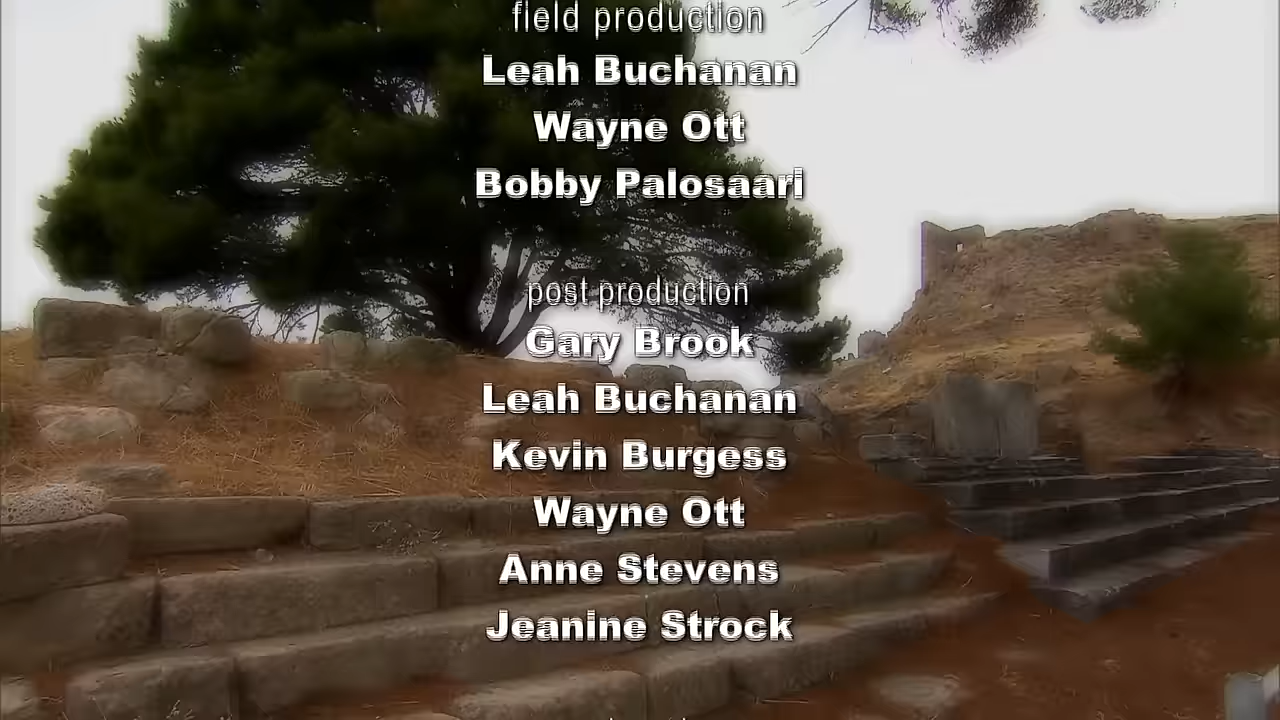 field production
Leah Buchanan
Wayne Ott
Bobby Palosaari
post production
Gary Brook
Leah Buchanan
Kevin Burgess
Wayne Ott
Anne Stevens
Jeanine Strock